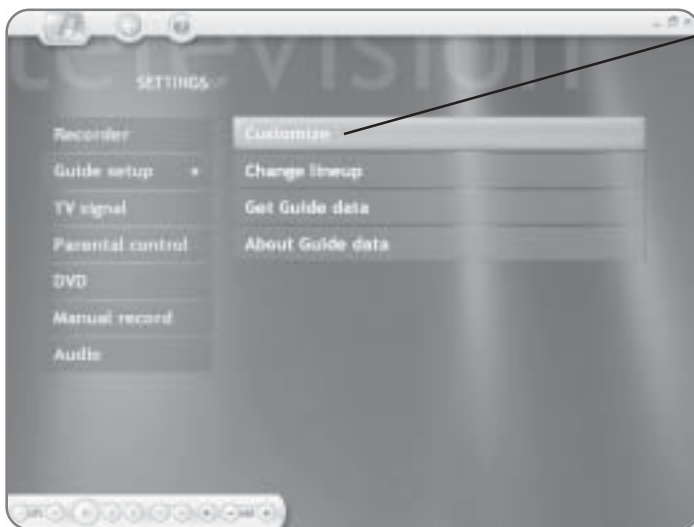 television
SETTINGS
Recorder
Guide setup
TV signal
Parental control
DVD
Manual record
Audio
Customize
Change lineup
Get Guide data
About Guide data